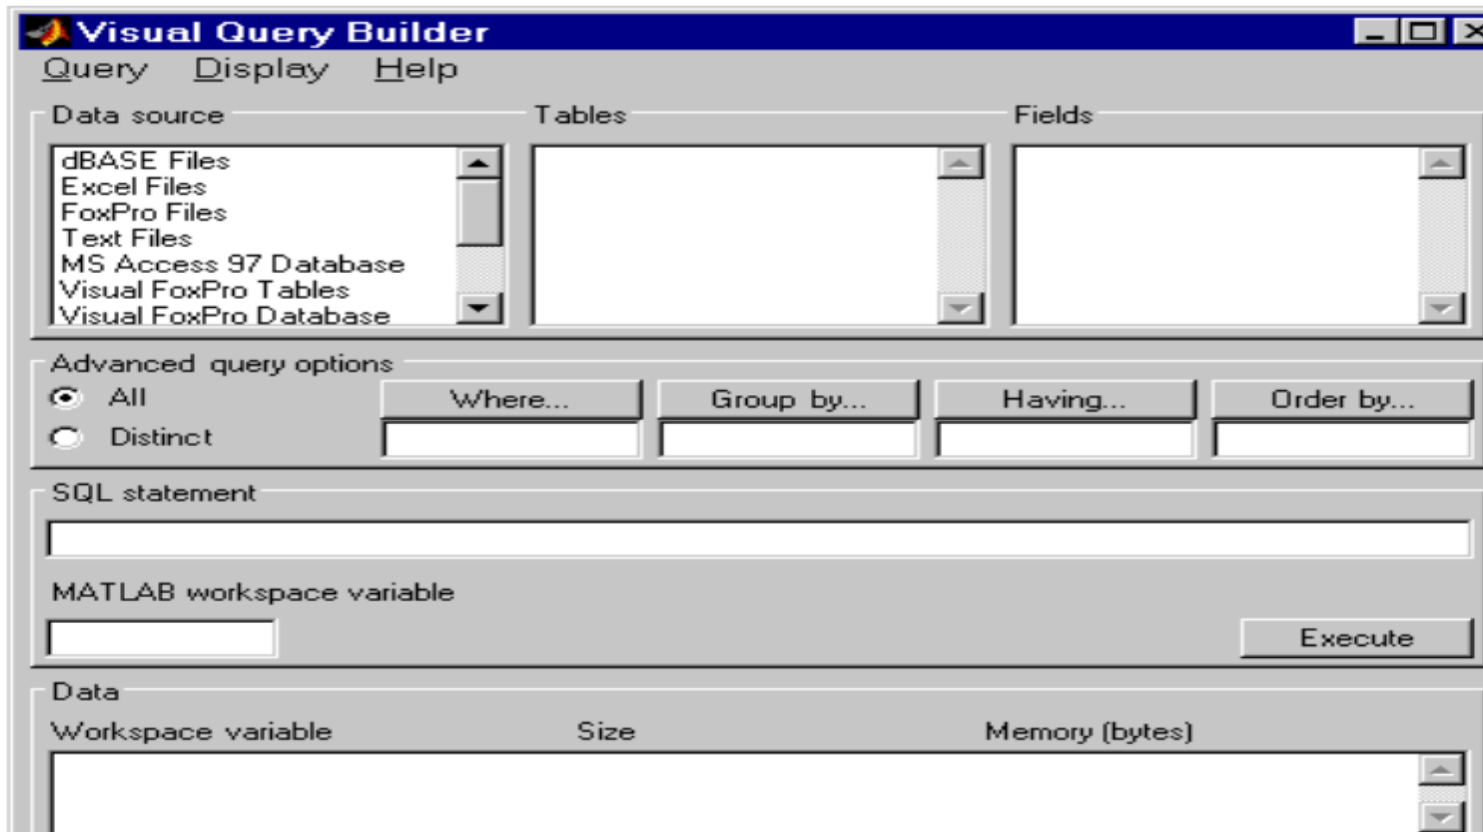 Visual Query Builder
Query Display Help
Data source Tables Fields
dBASE Files
Excel Files
FoxPro Files
Text Files
MS Access 97 Database
Visual FoxPro Tables
Visual FoxPro Database
Advanced query options
All Where... Group by... Having... Order by...
Distinct
SQL statement
MATLAB workspace variable
Execute
Data
Workspace variable Size Memory (bytes)